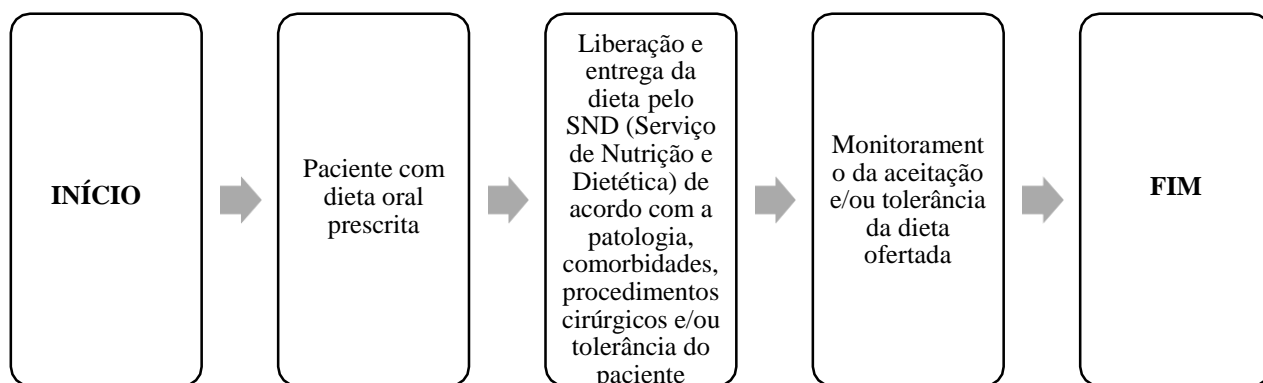 INÍCIO
Paciente com
dieta oral
prescrita
Liberação e
entrega da
dieta pelo
SND (Serviço
de Nutrição e
Dietética) de
acordo com a
patologia,
comorbidades,
procedimentos
cirúrgicos e/ou
tolerância do
paciente
Monitorament
o da aceitação
e/ou tolerância
da dieta
ofertada
FIM